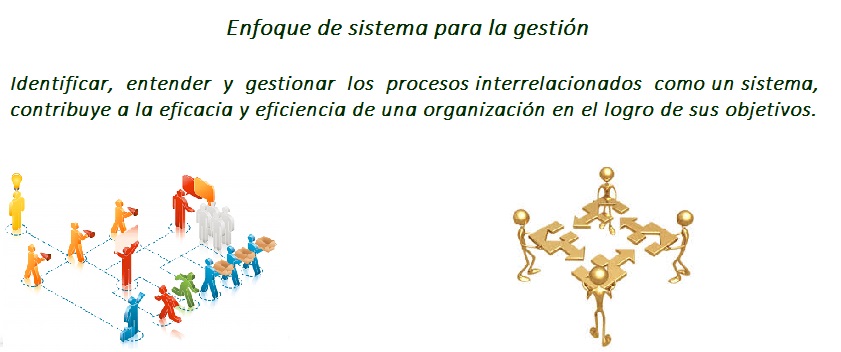 Enfoque de sistema para la gestión
Identificar, entender y gestionar los procesos interrelacionados como un sistema,
contribuye a la eficacia y eficiencia de una organización en el logro de sus objetivos.